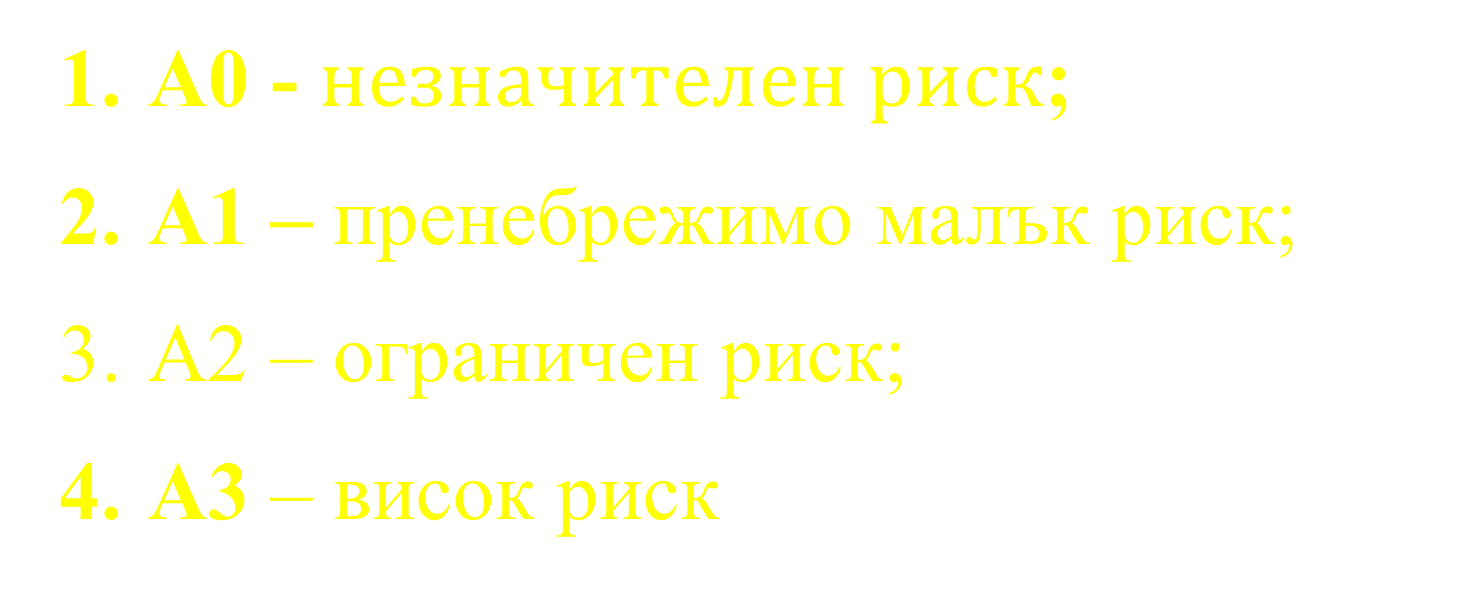 1. А0 - незначителен риск;
2. А1 – пренебрежимо малък риск;
3. А2 – ограничен риск;
4. А3 – висок риск